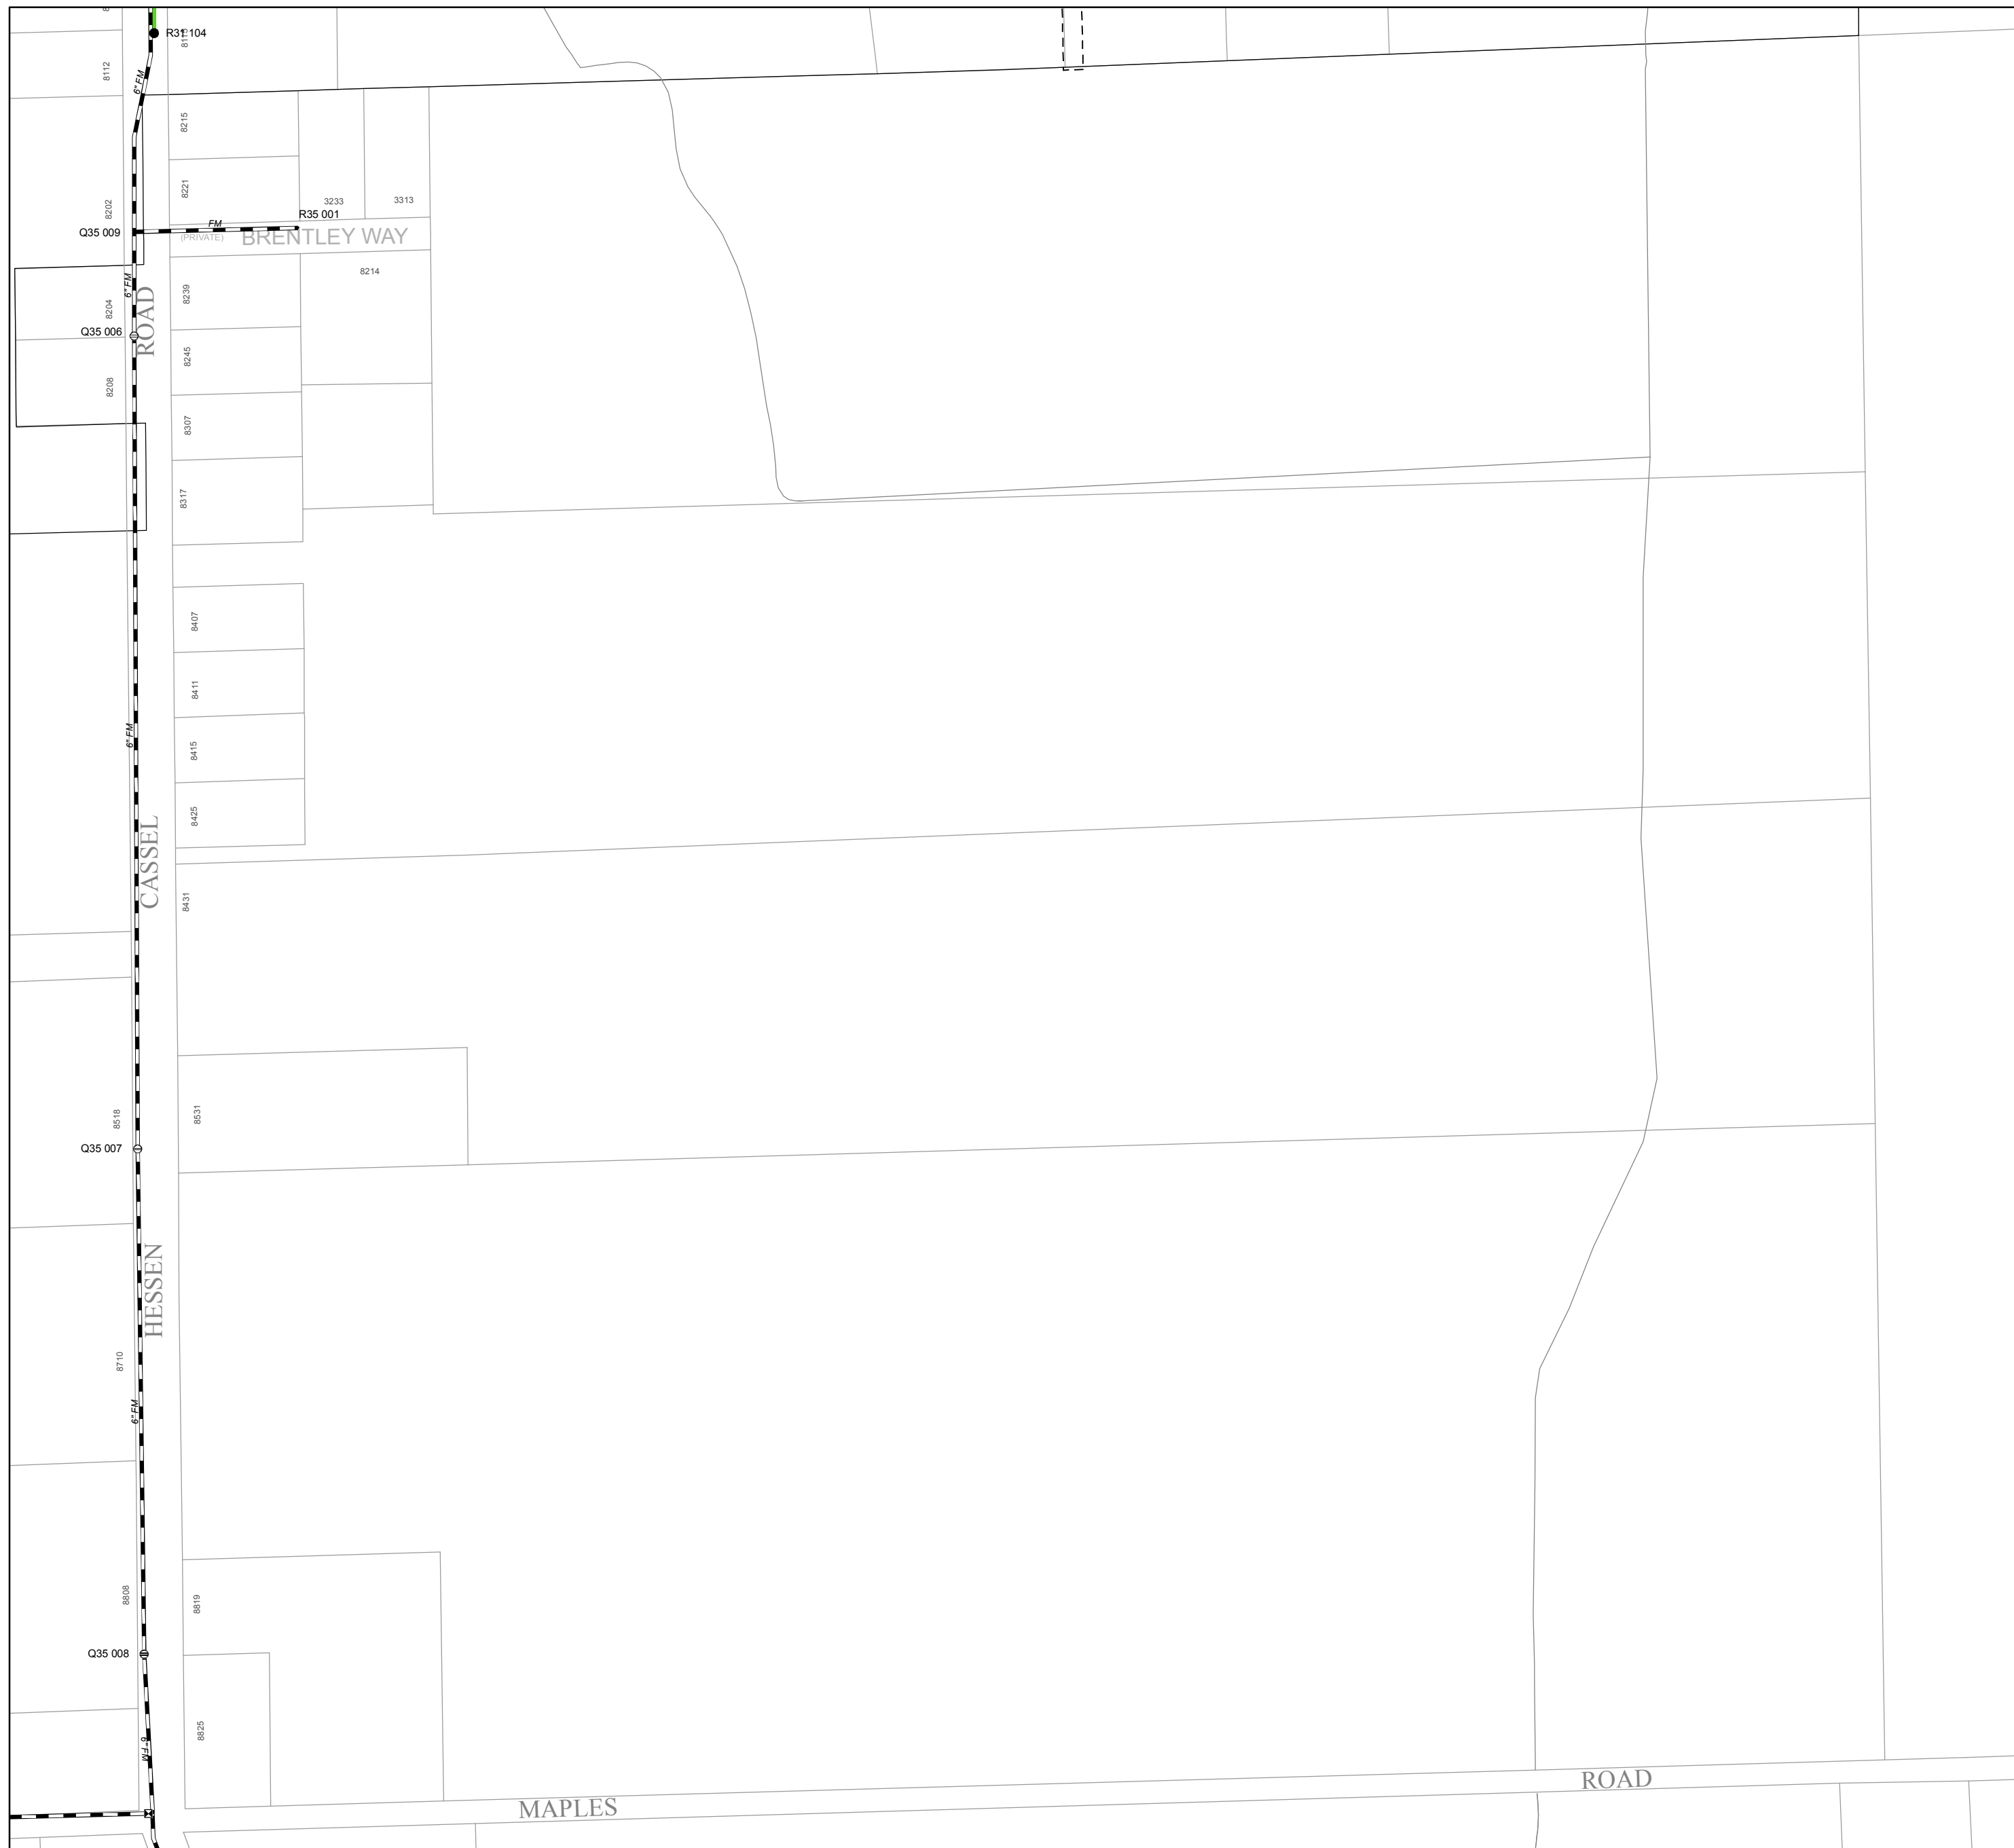 R31 104
8112
6" FM
8215
8221
8202
3233
3313
R35 001
FM
Q35 009
(PRIVATE)
BRENTLEY WAY
8214
6" FM
8239
8204
ROAD
Q35 006
8245
8208
8307
8317
8407
8411
6" FM
8415
8425
CASSEL
8431
8518
8531
Q35 007
HESSEN
8710
6" FM
8808
8819
Q35 008
8825
6" FM
ROAD
MAPLES